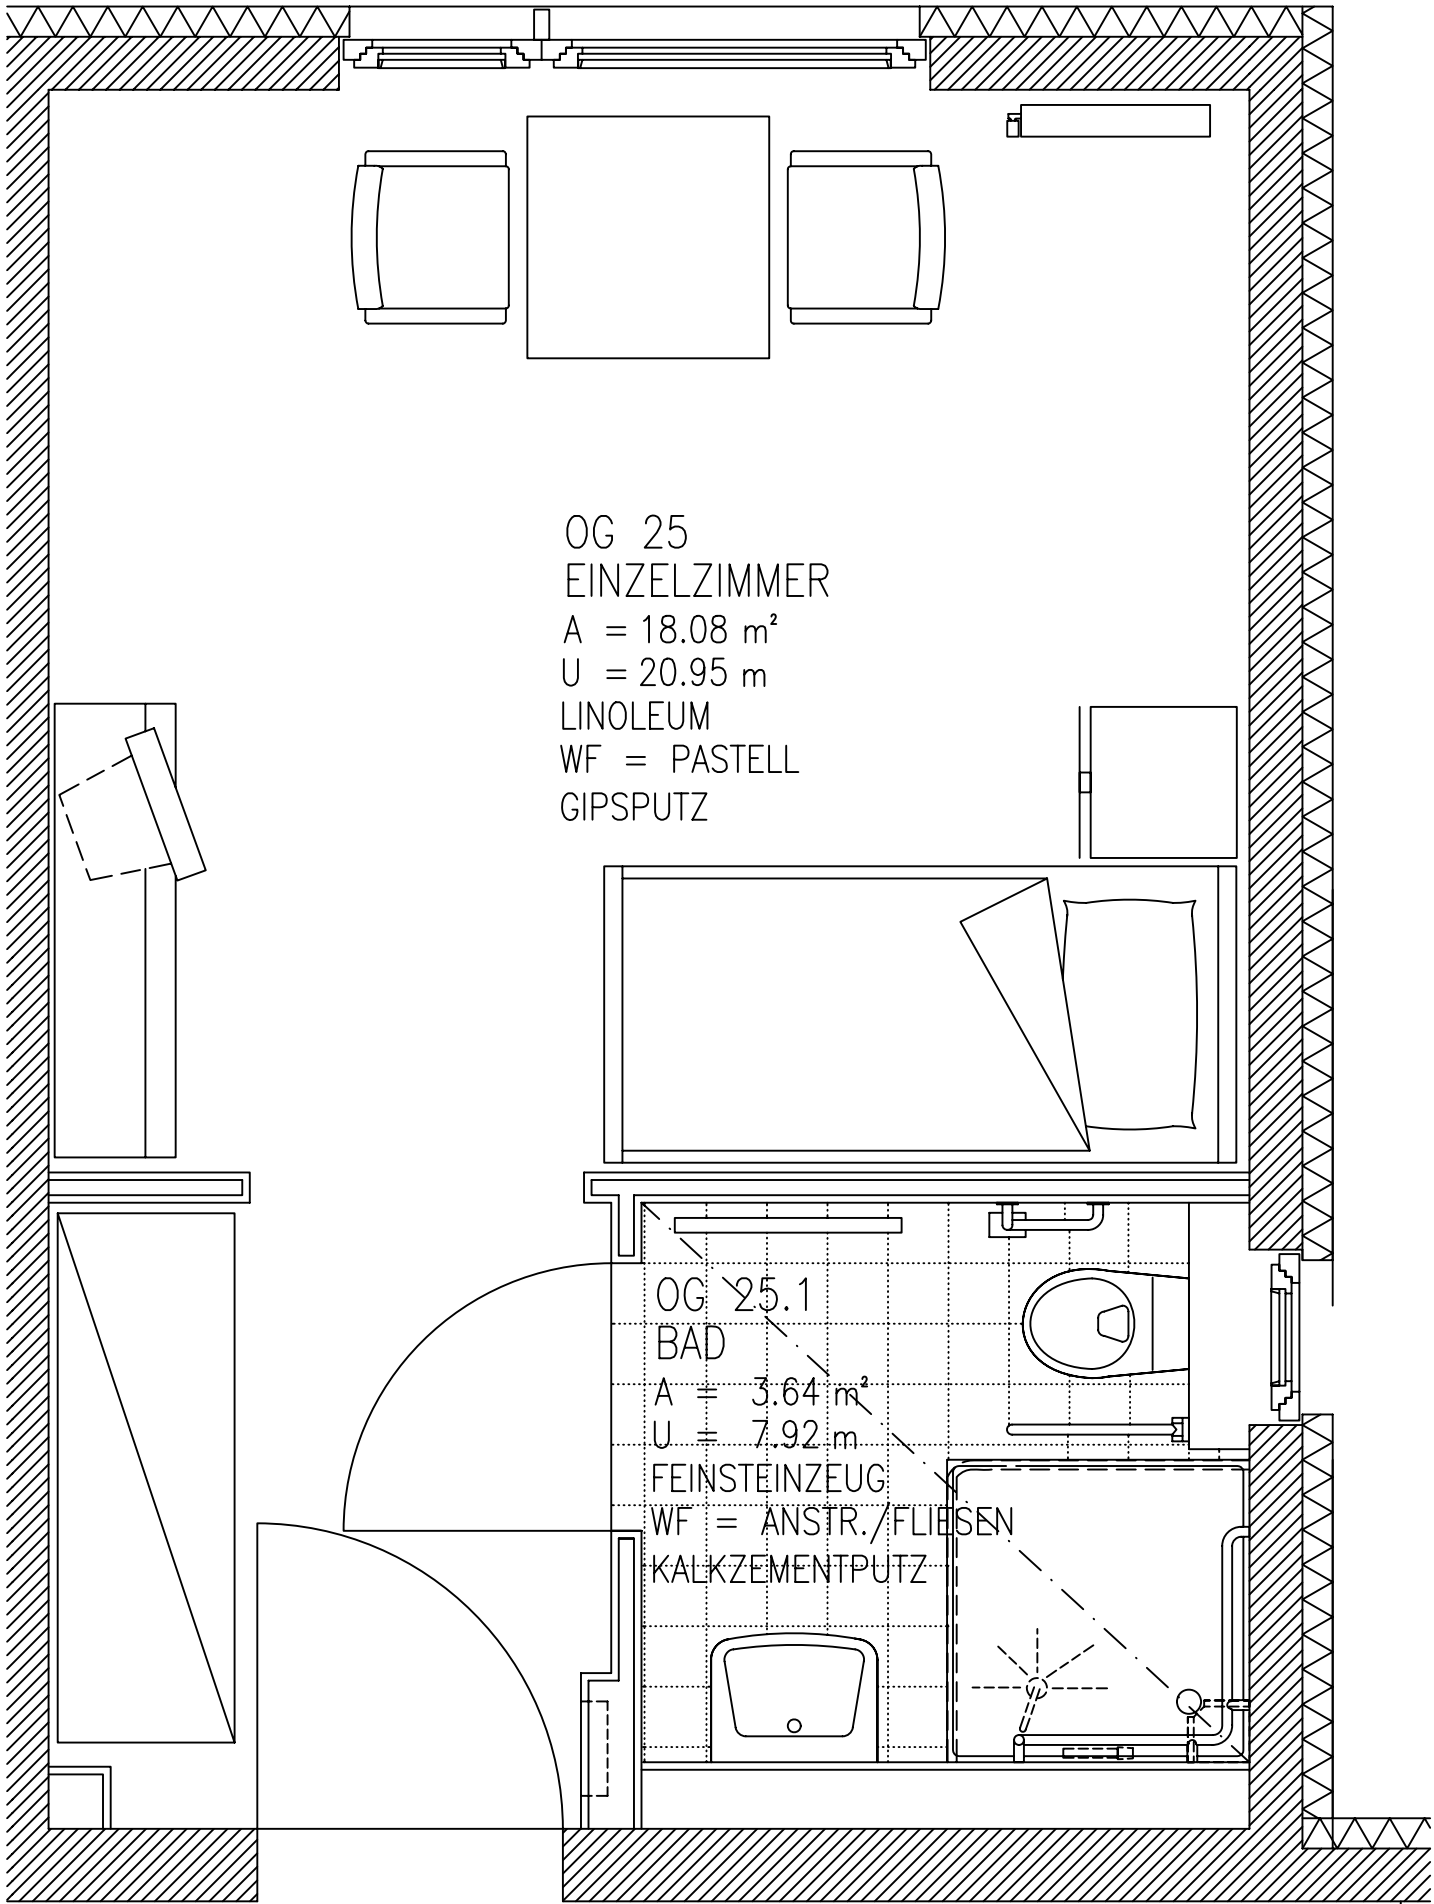 OG 25
EINZELZIMMER
A = 18.08 m²
U = 20.95 m
LINOLEUM
WF = PASTELL
GIPSPUTZ
OG 25.1
BAD
A = 3.64 m²
U = 7.92 m
FEINSTEINZEUG
WF = ANSTR./FLIESEN
KALKZEMENTPUTZ